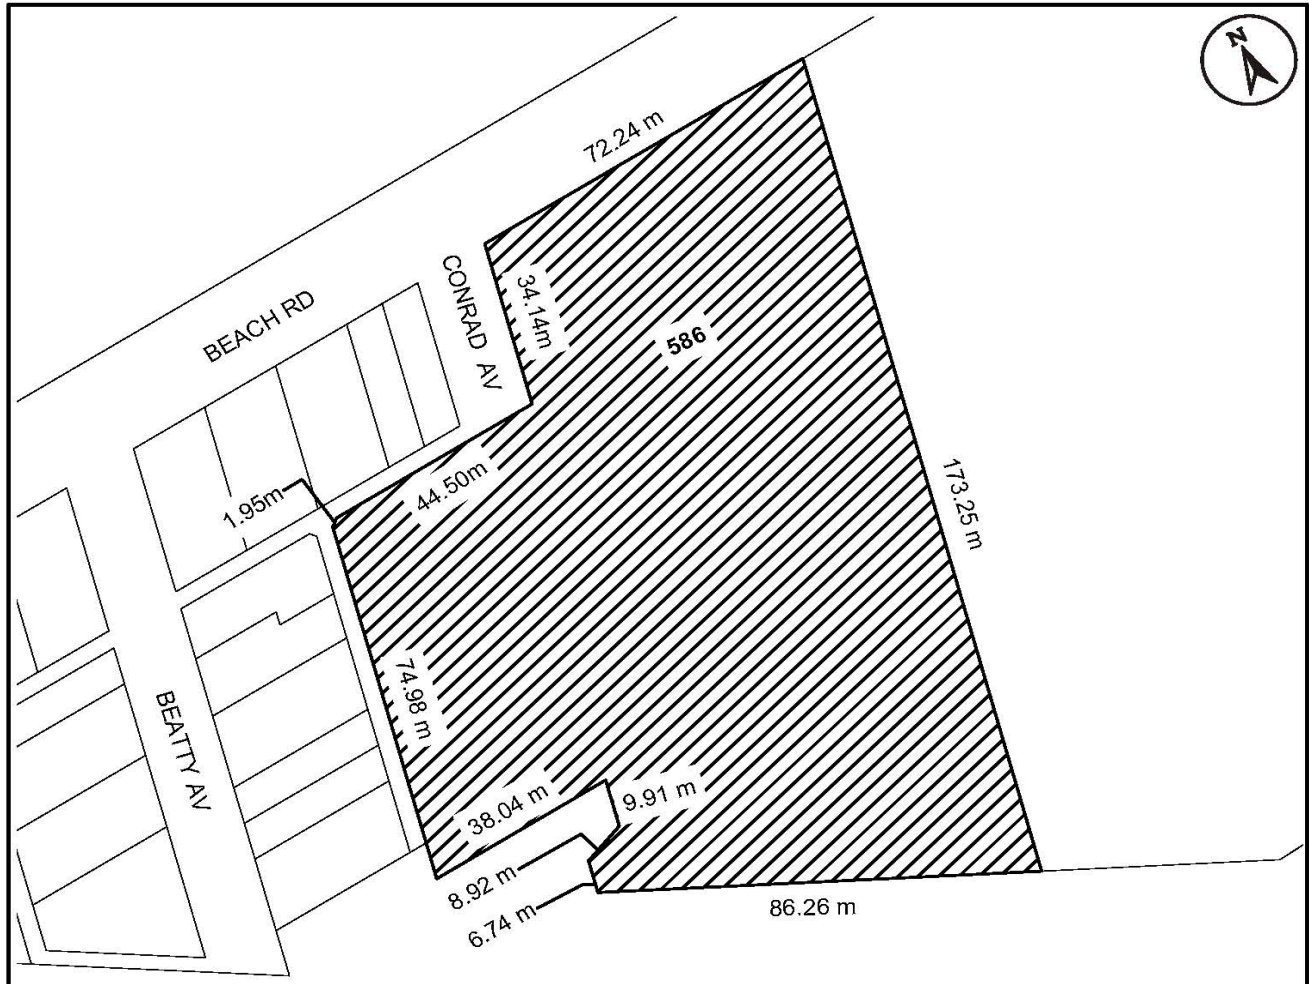 N
72.24 m
CONRAD AV
34.14m
BEACH RD
586
44.50m
1.95m
173.25 m
74.98 m
BEATTY AV
38.04 m
9.91 m
8.92 m
6.74 m
86.26 m